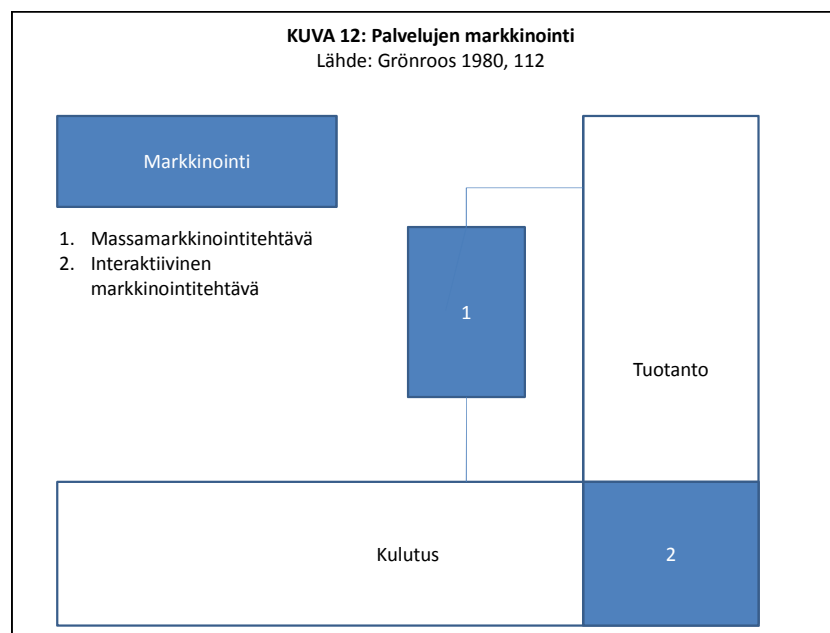 KUVA 12: Palvelujen markkinointi
Lähde: Grönroos 1980, 112
Markkinointi
1. Massamarkkinointitehtävä
2. Interaktiivinen
markkinointitehtävä
1
Tuotanto
Kulutus
2